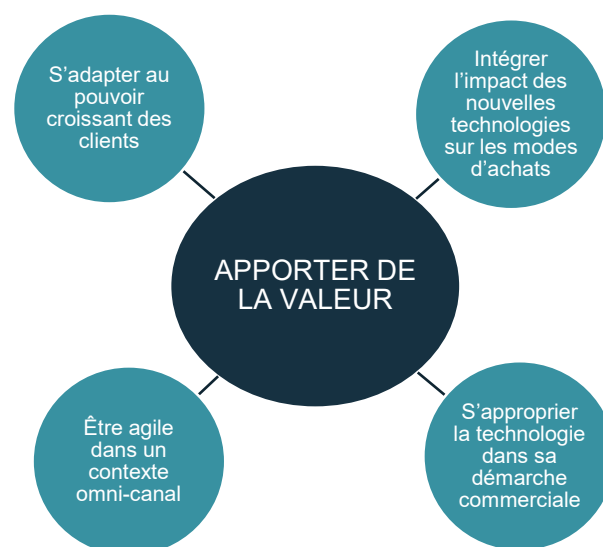 S’adapter au
pouvoir
croissant des
clients
Intégrer
l’impact des
nouvelles
technologies
sur les modes
d’achats
APPORTER DE
LA VALEUR
Être agile
dans un
contexte
omni-canal
S’approprier
la technologie
dans sa
démarche
commerciale